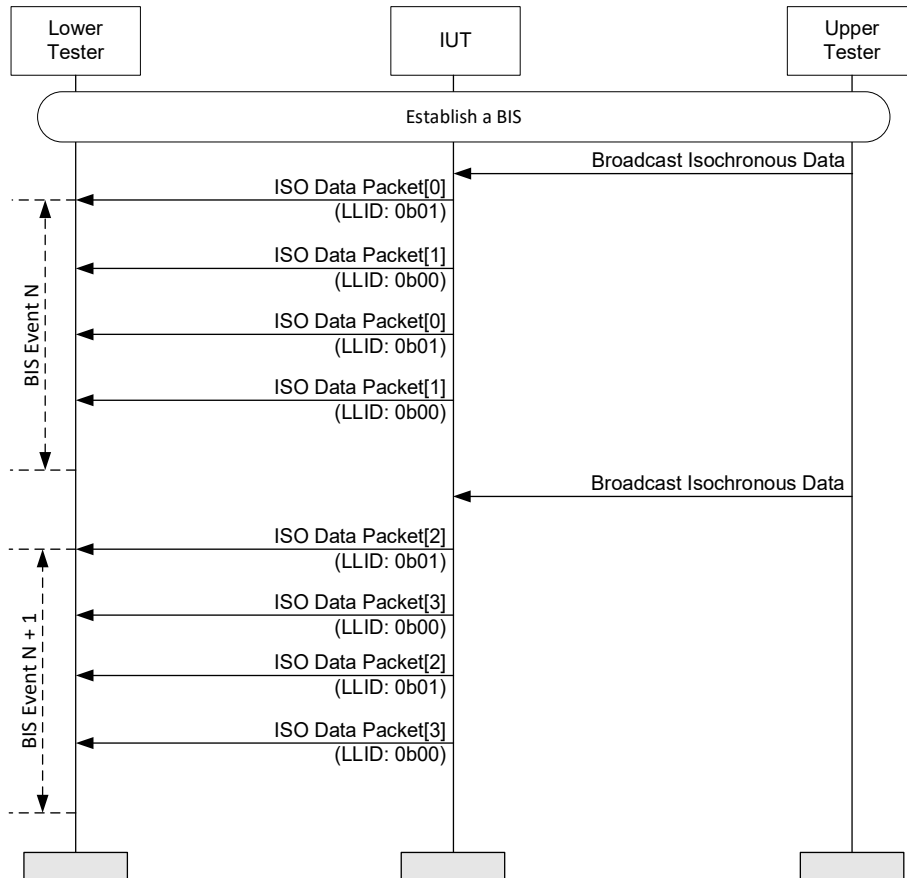 Lower
Tester
IUT
Upper
Tester
Establish a BIS
Broadcast Isochronous Data
ISO Data Packet[0]
(LLID: 0b01)
ISO Data Packet[1]
(LLID: 0b00)
ISO Data Packet[0]
(LLID: 0b01)
ISO Data Packet[1]
(LLID: 0b00)
BIS Event N
Broadcast Isochronous Data
ISO Data Packet[2]
(LLID: 0b01)
ISO Data Packet[3]
(LLID: 0b00)
ISO Data Packet[2]
(LLID: 0b01)
ISO Data Packet[3]
(LLID: 0b00)
BIS Event N + 1